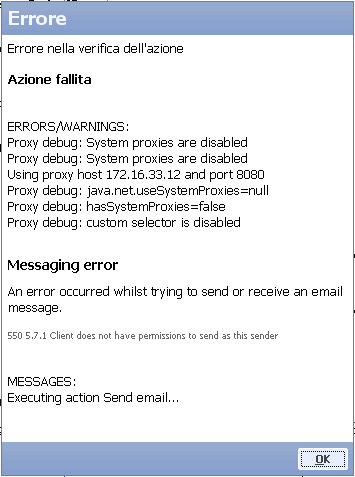 Errore
Errore nella verifica dell'azione
Azione fallita
ERRORS/WARNINGS:
Proxy debug: System proxies are disabled
Proxy debug: System proxies are disabled
Using proxy host 172.16.33.12 and port 8080
Proxy debug: java.net.useSystemProxies=null
Proxy debug: hasSystemProxies=false
Proxy debug: custom selector is disabled
Messaging error
An error occurred whilst trying to send or receive an email
message.
550 5.7.1 Client does not have permissions to send as this sender
MESSAGES:
Executing action Send email...
OK